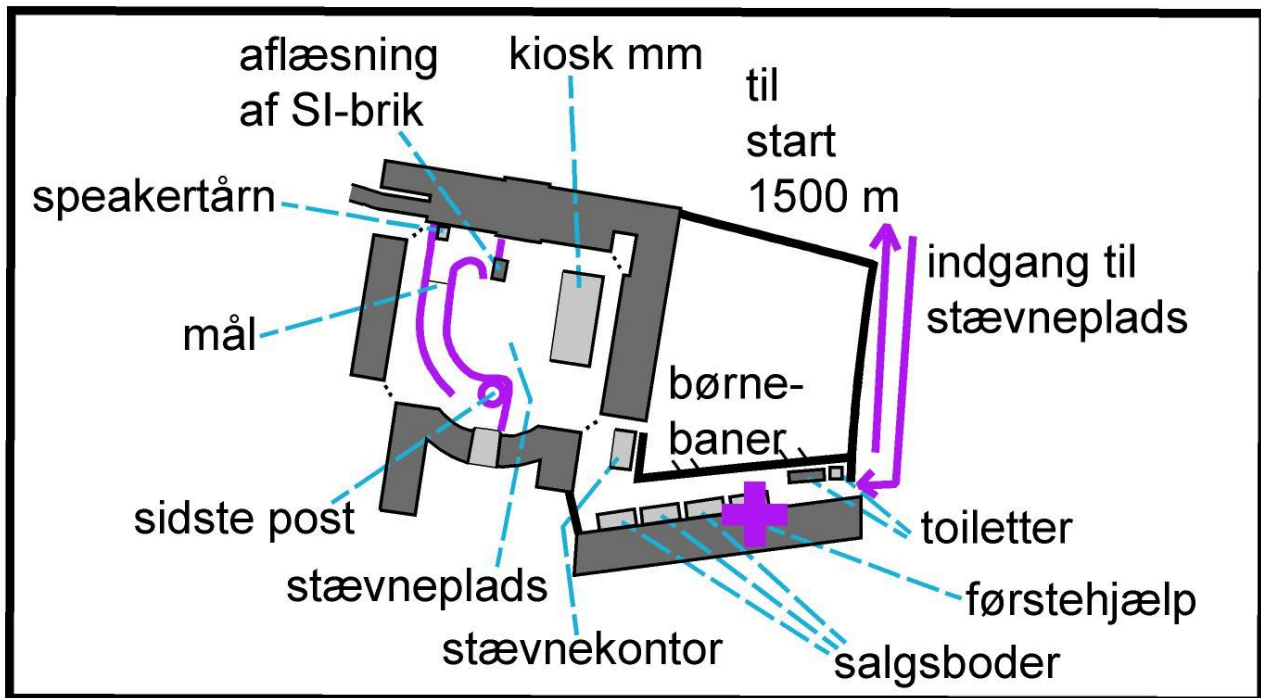 aflæsning
af SI-brik
kiosk mm
til
start
1500 m
speakertårn
indgang til
stævneplads
mål
børne-
baner
sidste post
toiletter
stævneplads
førstehjælp
stævnekontor
salgsboder